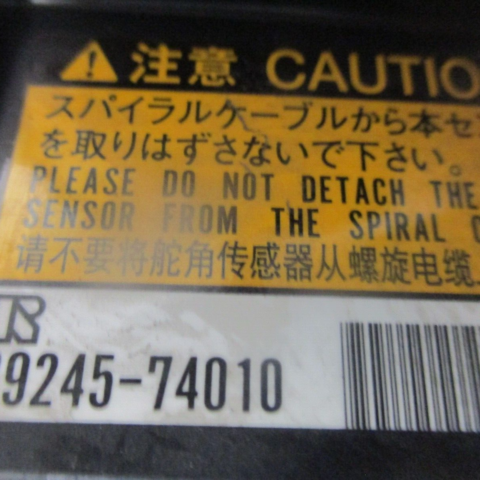 注意 CAUTIO
スパイラルケーブルから本セ
を取りはずさないで下さい。
PLEASE DO NOT DETACH THE
SENSOR FROM THE SPIRAL C
请不要将舵角传感器从螺旋电缆
9245-74010